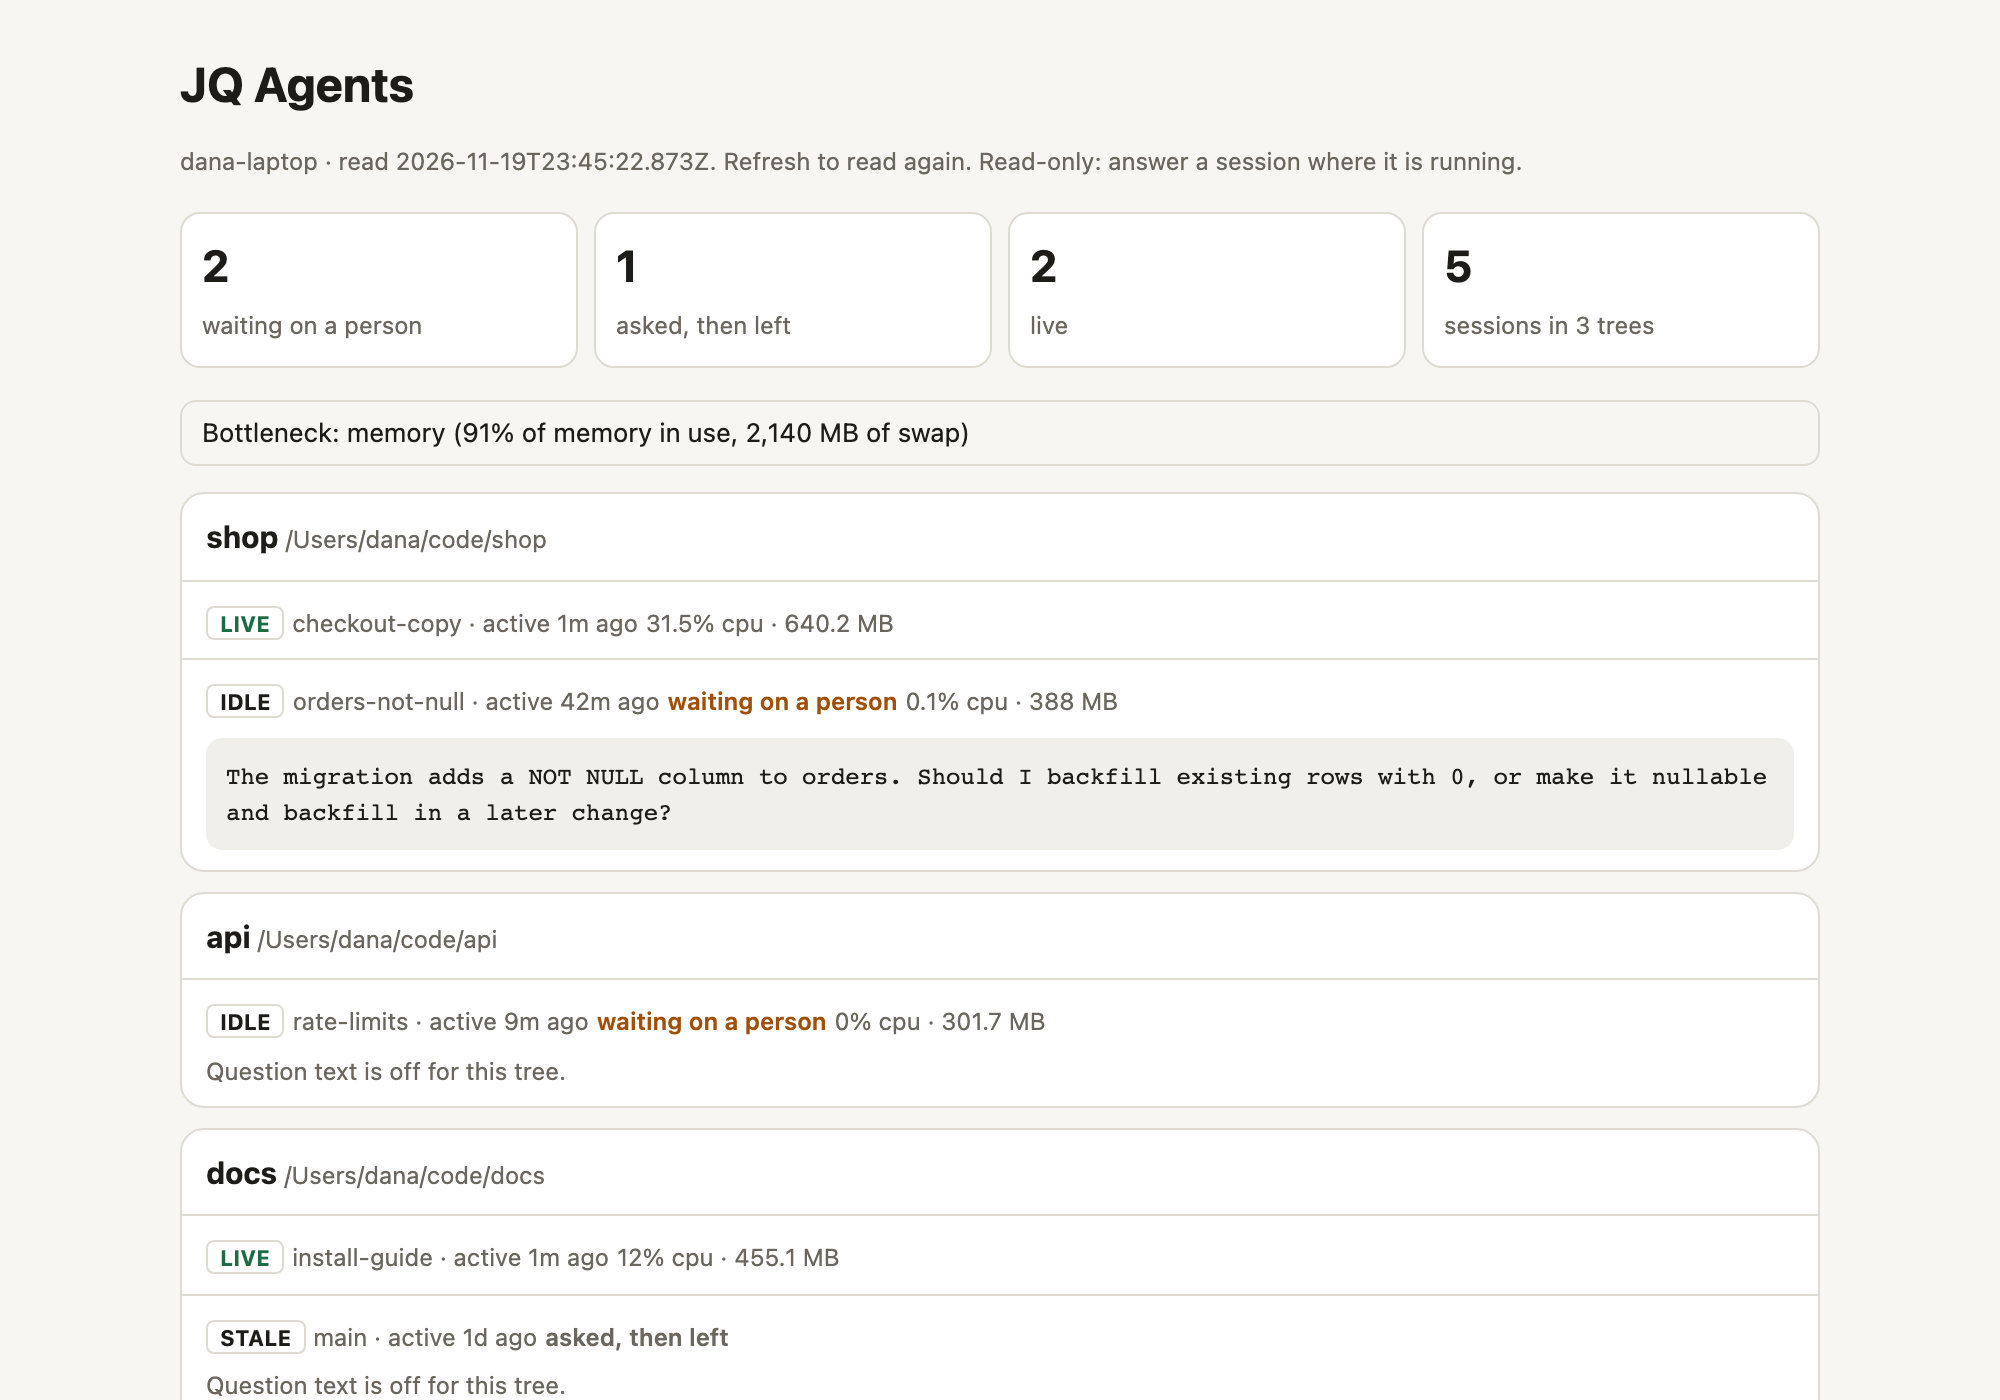 JQ Agents
dana-laptop · read 2026-11-19T23:45:22.873Z. Refresh to read again. Read-only: answer a session where it is running.
2
waiting on a person
1
asked, then left
2
live
5
sessions in 3 trees
Bottleneck: memory (91% of memory in use, 2,140 MB of swap)
shop /Users/dana/code/shop
LIVE checkout-copy · active 1m ago 31.5% cpu · 640.2 MB
IDLE orders-not-null · active 42m ago waiting on a person 0.1% cpu · 388 MB
The migration adds a NOT NULL column to orders. Should I backfill existing rows with 0, or make it nullable
and backfill in a later change?
api /Users/dana/code/api
IDLE rate-limits · active 9m ago waiting on a person 0% cpu · 301.7 MB
Question text is off for this tree.
docs /Users/dana/code/docs
LIVE install-guide · active 1m ago 12% cpu · 455.1 MB
STALE main · active 1d ago asked, then left
Question text is off for this tree.